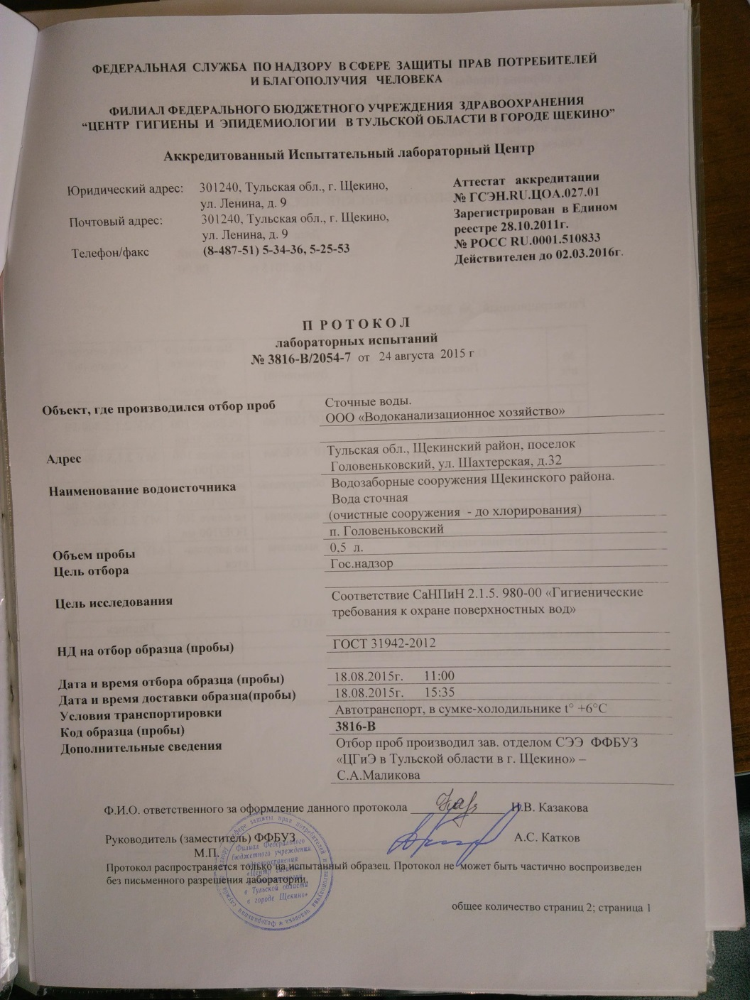 ФЕДЕРАЛЬНАЯ СЛУЖБА ПО НАДЗОРУ В СФЕРЕ ЗАЩИТЫ ПРАВ ПОТРЕБИТЕЛЕЙ
И БЛАГОПОЛУЧИЯ ЧЕЛОВЕКА
ФИЛИАЛ ФЕДЕРАЛЬНОГО БЮДЖЕТНОГО УЧРЕЖДЕНИЯ ЗДРАВООХРАНЕНИЯ
“ЦЕНТР ГИГИЕНЫ И ЭПИДЕМИОЛОГИИ В ТУЛЬСКОЙ ОБЛАСТИ В ГОРОДЕ ЩЕКИНО”
Аккредитованный Испытательный лабораторный Центр
Юридический адрес: 301240, Тульская обл., г. Щекино,
ул. Ленина, д. 9
Почтовый адрес: 301240, Тульская обл., г. Щекино,
ул. Ленина, д. 9
Телефон/факс (8-487-51) 5-34-36, 5-25-53
Аттестат аккредитации
№ ГСЭН.RU.ЦОА.027.01
Зарегистрирован в Едином
реестре 28.10.2011г.
№ РОСС RU.0001.510833
Действителен до 02.03.2016г.
П Р О Т О К О Л
лабораторных испытаний
№ 3816-В/2054-7 от 24 августа 2015 г
Объект, где производился отбор проб Сточные воды.
ООО «Водоканализационное хозяйство»
Адрес Тульская обл., Щекинский район, поселок
Головеньковский, ул. Шахтерская, д.32
Наименование водоисточника Водозаборные сооружения Щекинского района.
Вода сточная
(очистные сооружения - до хлорирования)
п. Головеньковский
Объем пробы 0,5 л.
Цель отбора Гос.надзор
Цель исследования Соответствие СаНПиН 2.1.5. 980-00 «Гигиенические
требования к охране поверхностных вод»
НД на отбор образца (пробы) ГОСТ 31942-2012
Дата и время отбора образца (пробы) 18.08.2015г. 11:00
Дата и время доставки образца(пробы) 18.08.2015г. 15:35
Условия транспортировки Автотранспорт, в сумке-холодильнике t° +6°С
Код образца (пробы) 3816-В
Дополнительные сведения Отбор проб производил зав. отделом СЭЭ ФФБУЗ
«ЦГиЭ в Тульской области в г. Щекино» –
С.А.Маликова
Ф.И.О. ответственного за оформление данного протокола Н.В. Казакова
Руководитель (заместитель) ФФБУЗ А.С. Катков
М.П.
Протокол распространяется только на испытанный образец. Протокол не может быть частично воспроизведен
без письменного разрешения лаборатории.
Филиал Федерального
бюджетного учреждения
здравоохранения
«Центр гигиены
в Тульской области
в городе Щекино»
общее количество страниц 2; страница 1